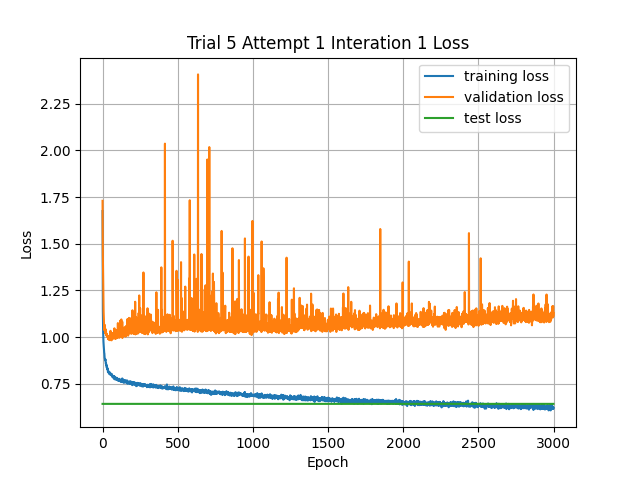 Trial 5 Attempt 1 Interation 1 Loss
training loss
validation loss
test loss
2.25
2.00
1.75
1.50
1.25
1.00
0.75
Loss
0 500 1000 1500 2000 2500 3000
Epoch